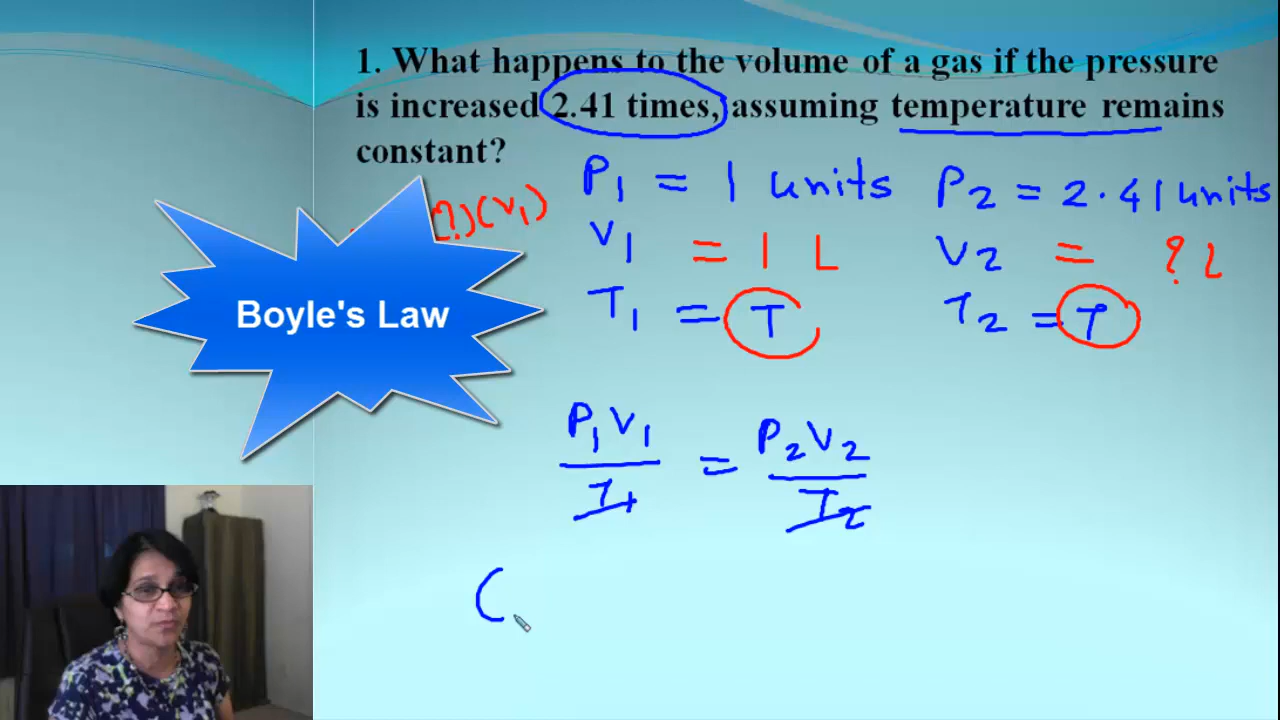 1. What happens to the volume of a gas if the pressure
is increased 2.41 times, assuming temperature remains
constant?
P1 = 1 units P2 = 2.41 units
?)(V1)
V1 = 1 L V2 = ? L
T1 = T T2 = T
Boyle's Law
P1V1 = P2V2
T1 T2
(